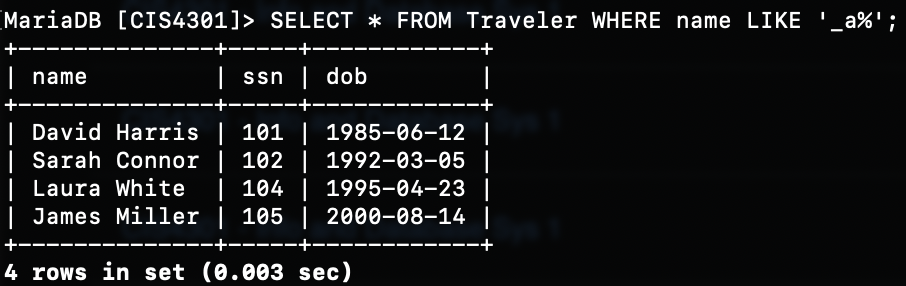 MariaDB [CIS4301]> SELECT * FROM Traveler WHERE name LIKE '_a%';
+--------------+-----+------------+
| name         | ssn | dob        |
+--------------+-----+------------+
| David Harris | 101 | 1985-06-12 |
| Sarah Connor | 102 | 1992-03-05 |
| Laura White  | 104 | 1995-04-23 |
| James Miller | 105 | 2000-08-14 |
+--------------+-----+------------+
4 rows in set (0.003 sec)